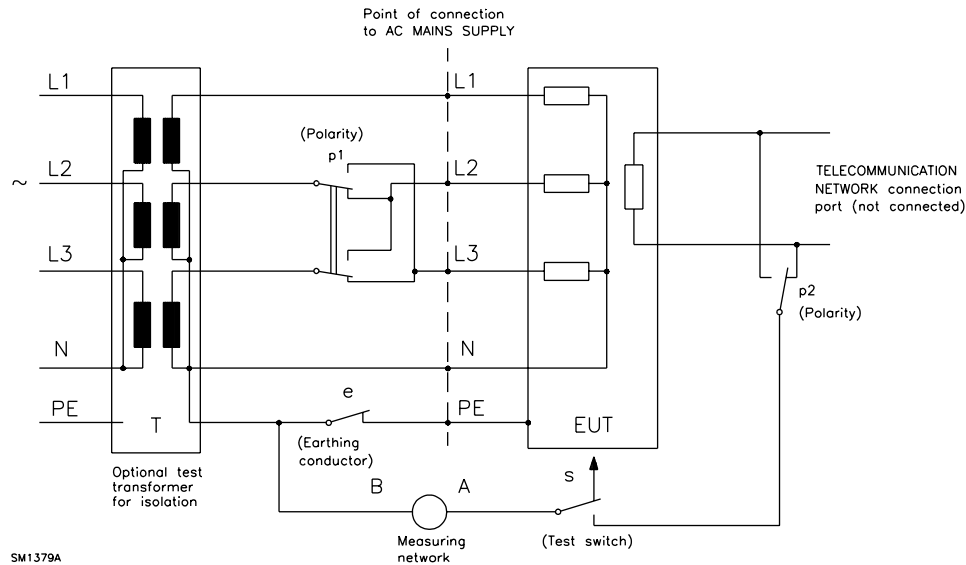 Point of connection
to AC MAINS SUPPLY
L1
L1
(Polarity)
p1
~
L2
L2
TELECOMMUNICATION
NETWORK connection
port (not connected)
L3
L3
p2
(Polarity)
N
N
PE
T
e
PE
EUT
(Earthing
conductor)
Optional test
transformer
for isolation
B
A
s
Measuring
network
(Test switch)
SM1379A